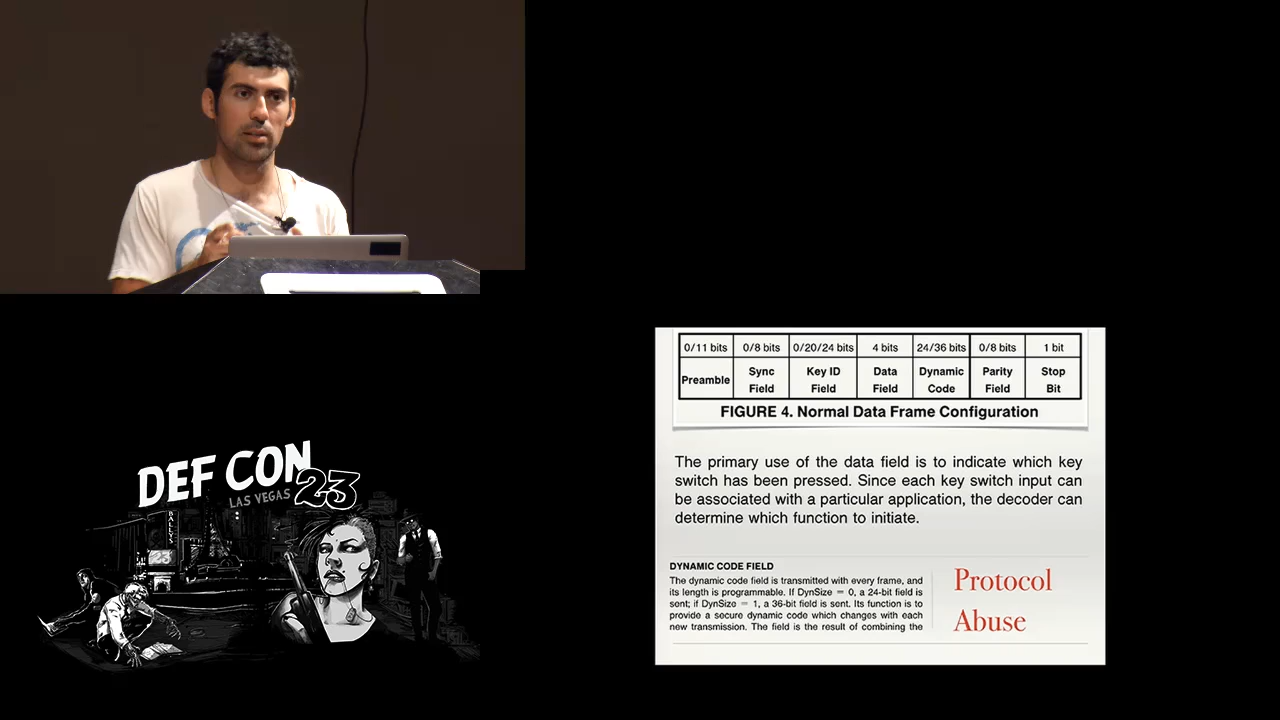 DEF CON 23
LAS VEGAS
BALLY'S
23
0/11 bits 0/8 bits 0/20/24 bits 4 bits 24/36 bits 0/8 bits 1 bit
Preamble Sync Field Key ID Field Data Field Dynamic Code Parity Field Stop Bit
FIGURE 4. Normal Data Frame Configuration
The primary use of the data field is to indicate which key
switch has been pressed. Since each key switch input can
be associated with a particular application, the decoder can
determine which function to initiate.
DYNAMIC CODE FIELD
The dynamic code field is transmitted with every frame, and
its length is programmable. If DynSize = 0, a 24-bit field is
sent; if DynSize = 1, a 36-bit field is sent. Its function is to
provide a secure dynamic code which changes with each
new transmission. The field is the result of combining the
Protocol
Abuse